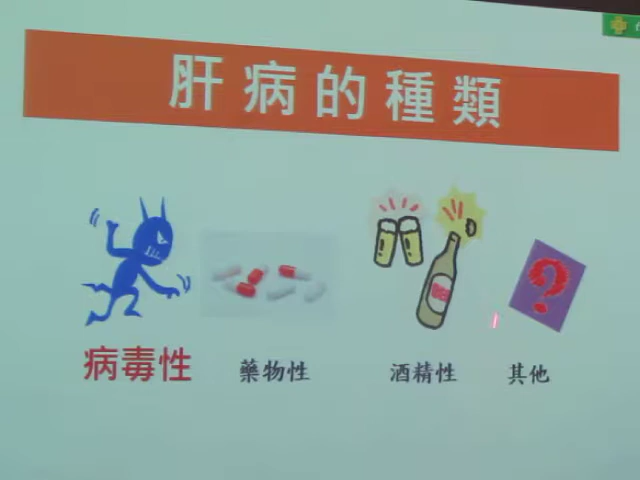 肝病的種類
病毒性
藥物性
酒精性
其他